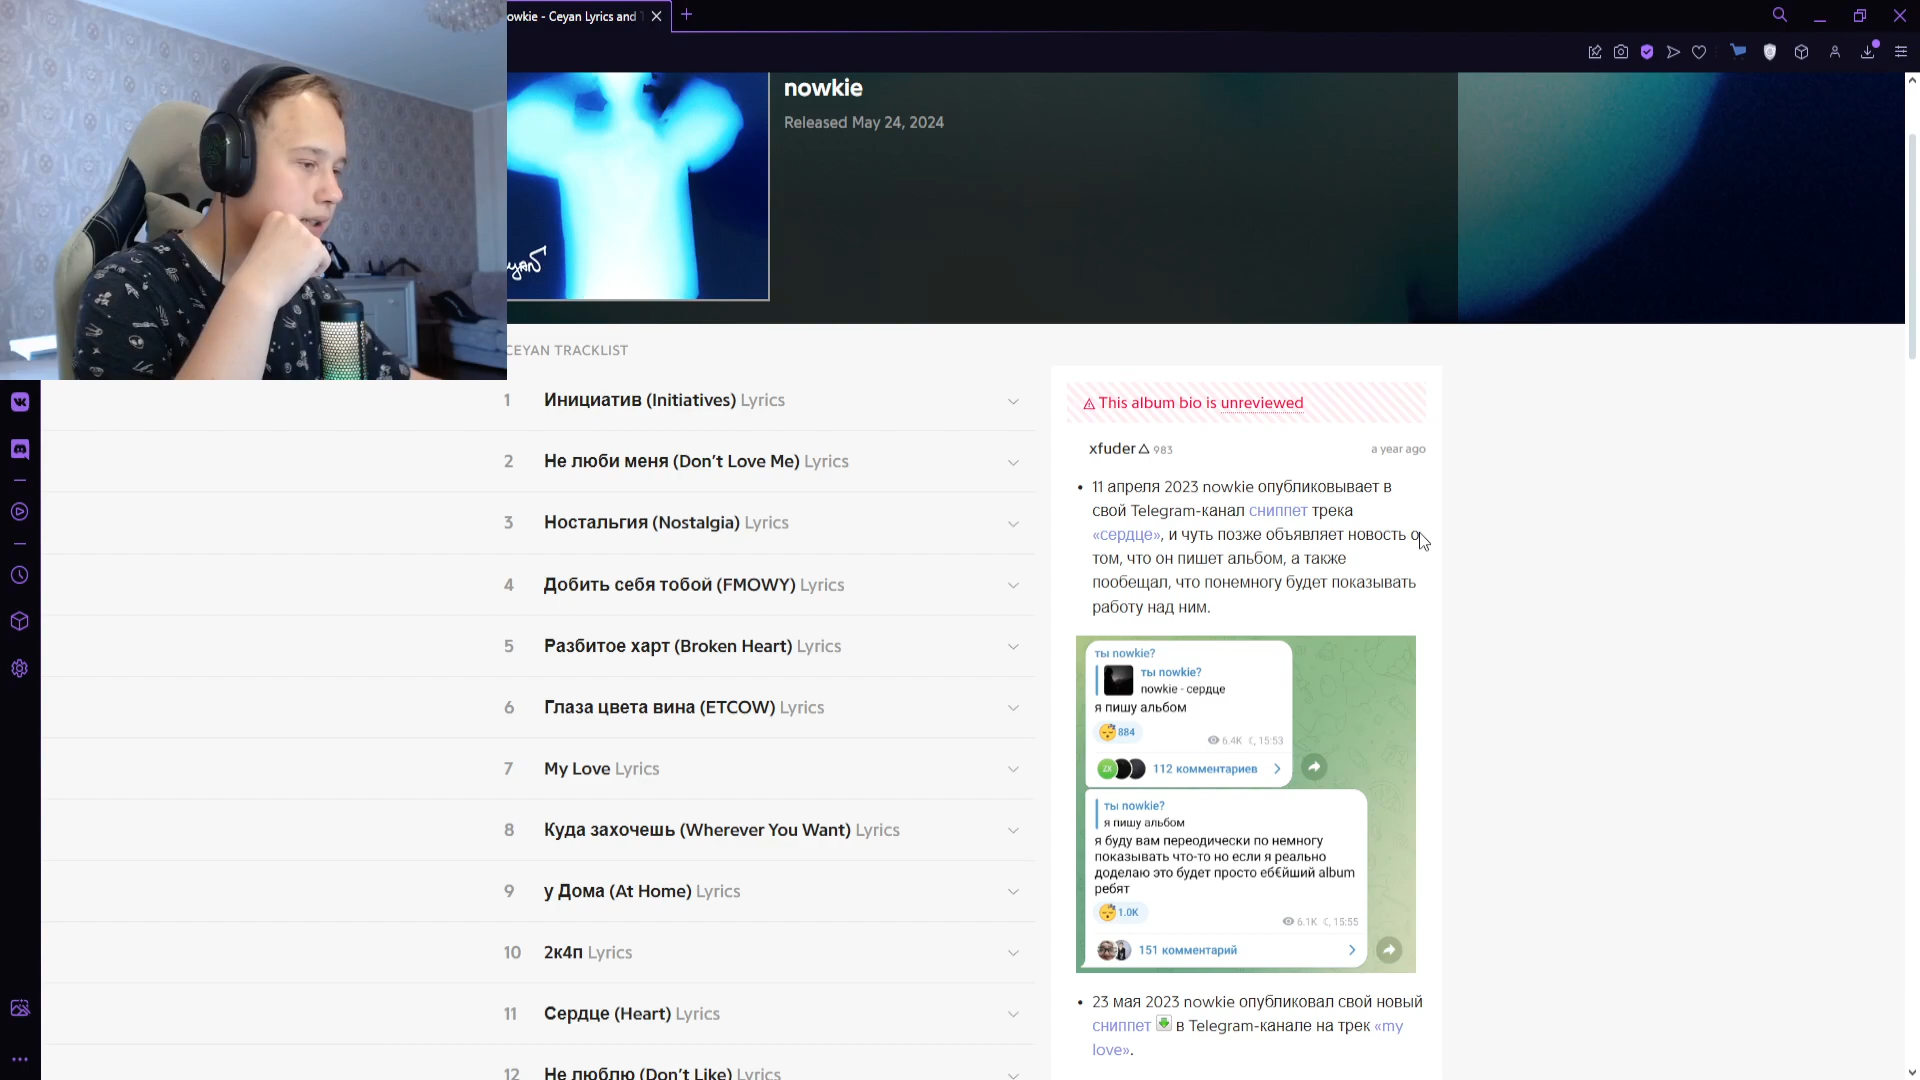 owkie - Ceyan Lyrics and
nowkie
Released May 24, 2024
CEYAN TRACKLIST
1 Инициатив (Initiatives) Lyrics
2 Не люби меня (Don't Love Me) Lyrics
3 Ностальгия (Nostalgia) Lyrics
4 Добить себя тобой (FMOWY) Lyrics
5 Разбитое харт (Broken Heart) Lyrics
6 Глаза цвета вина (ETCOW) Lyrics
7 My Love Lyrics
8 Куда захочешь (Wherever You Want) Lyrics
9 у Дома (At Home) Lyrics
10 2к4п Lyrics
11 Сердце (Heart) Lyrics
12 Не люблю (Don't Like) Lyrics
This album bio is unreviewed
xfuder 983 a year ago
• 11 апреля 2023 nowkie опубликовывает в
свой Telegram-канал сниппет трека
«сердце», и чуть позже объявляет новость о
том, что он пишет альбом, а также
пообещал, что понемногу будет показывать
работу над ним.
ты nowkie?
ты nowkie?
nowkie - сердце
я пишу альбом
884
6.4K 15:53
112 комментариев
ты nowkie?
я пишу альбом
я буду вам переодически по немногу
показывать что-то но если я реально
доделаю это будет просто еб€йший album
ребят
1.0K
6.1K 15:55
151 комментарий
• 23 мая 2023 nowkie опубликовал свой новый
сниппет в Telegram-канале на трек «my
love».